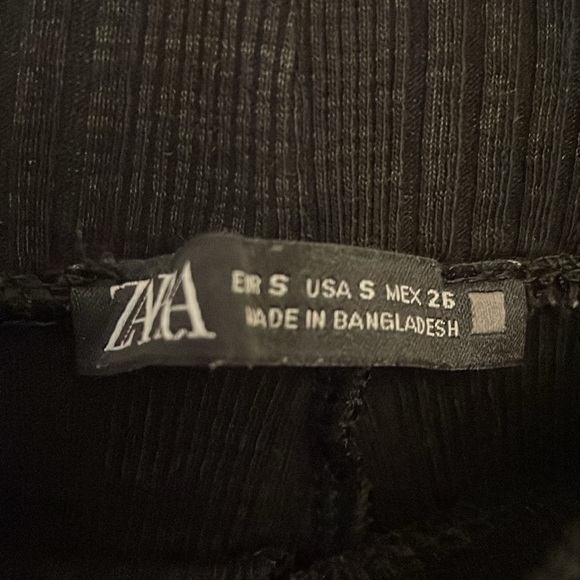 ZARA
EUR S USA S MEX 26
MADE IN BANGLADESH